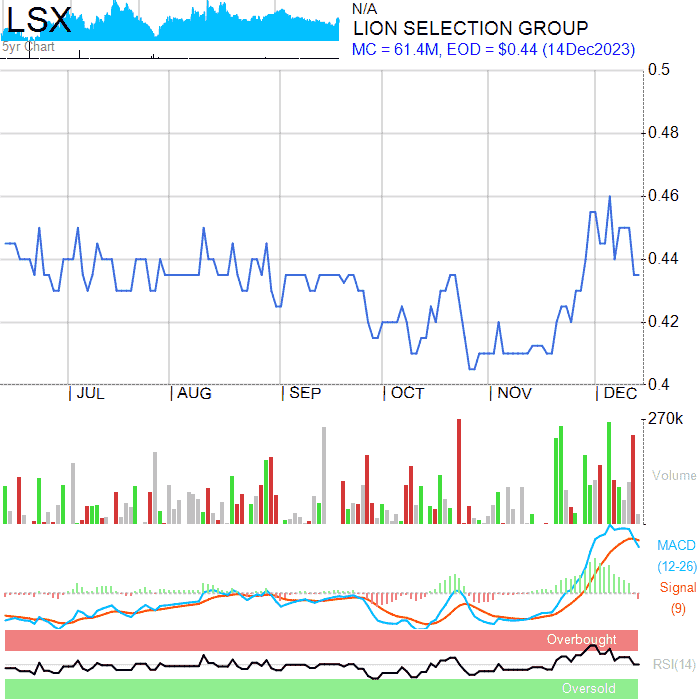 LSX
5yr Chart
N/A
LION SELECTION GROUP
MC = 61.4M, EOD = $0.44 (14Dec2023)
0.5
0.48
0.46
0.44
0.42
0.4
JUL AUG SEP OCT NOV DEC
270k
Volume
MACD
(12-26)
Signal
(9)
Overbought
RSI(14)
Oversold